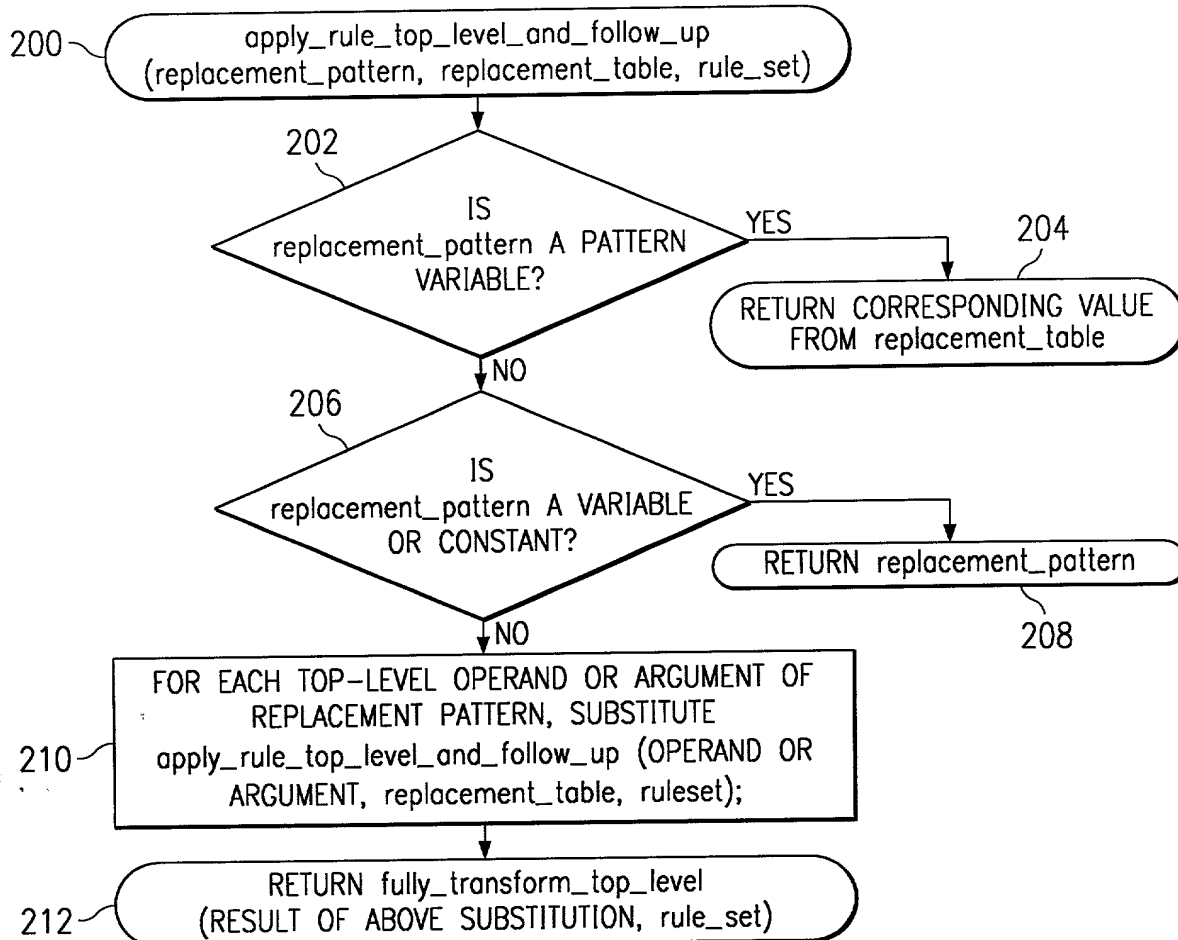 200
apply_rule_top_level_and_follow_up
(replacement_pattern, replacement_table, rule_set)
202
IS
replacement_pattern A PATTERN
VARIABLE?
YES
204
RETURN CORRESPONDING VALUE
FROM replacement_table
NO
206
IS
replacement_pattern A VARIABLE
OR CONSTANT?
YES
RETURN replacement_pattern
208
NO
FOR EACH TOP-LEVEL OPERAND OR ARGUMENT OF
REPLACEMENT PATTERN, SUBSTITUTE
210
apply_rule_top_level_and_follow_up (OPERAND OR
ARGUMENT, replacement_table, ruleset);
RETURN fully_transform_top_level
212
(RESULT OF ABOVE SUBSTITUTION, rule_set)